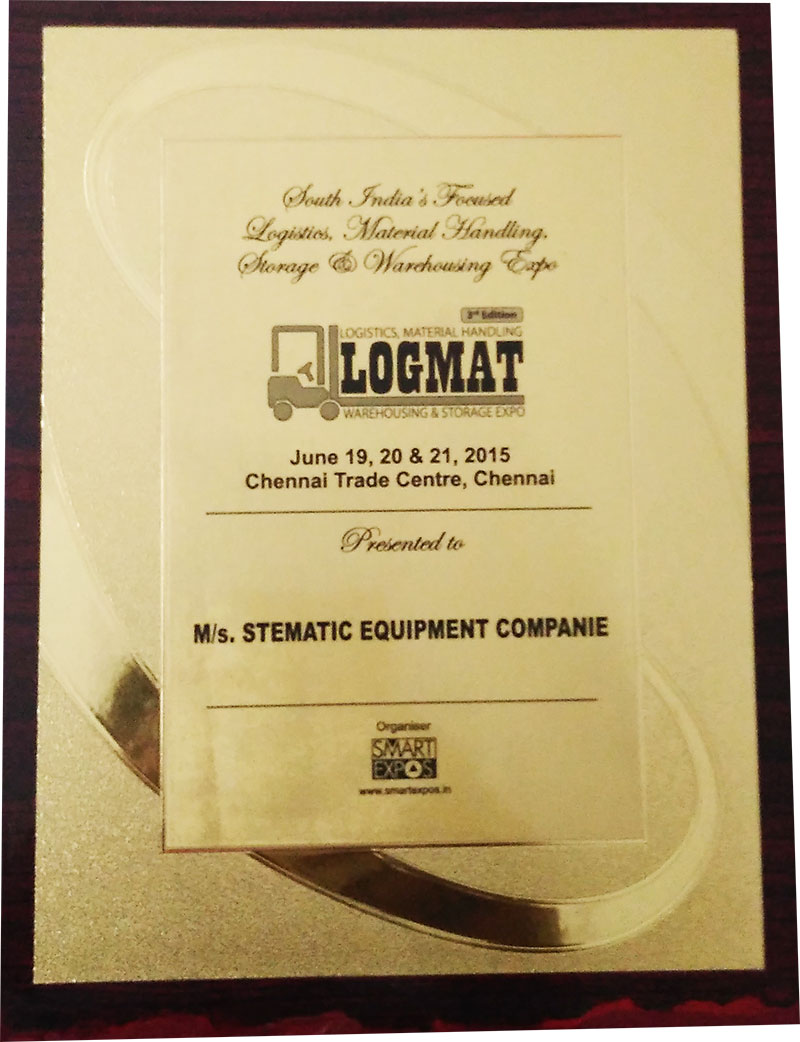 South India's Focused
Logistics, Material Handling,
Storage & Warehousing Expo
3rd Edition
LOGISTICS, MATERIAL HANDLING
LOGMAT
WAREHOUSING & STORAGE EXPO
June 19, 20 & 21, 2015
Chennai Trade Centre, Chennai
Presented to
M/s. STEMATIC EQUIPMENT COMPANIE
Organiser
SMART
EXPOS
www.smartexpos.in